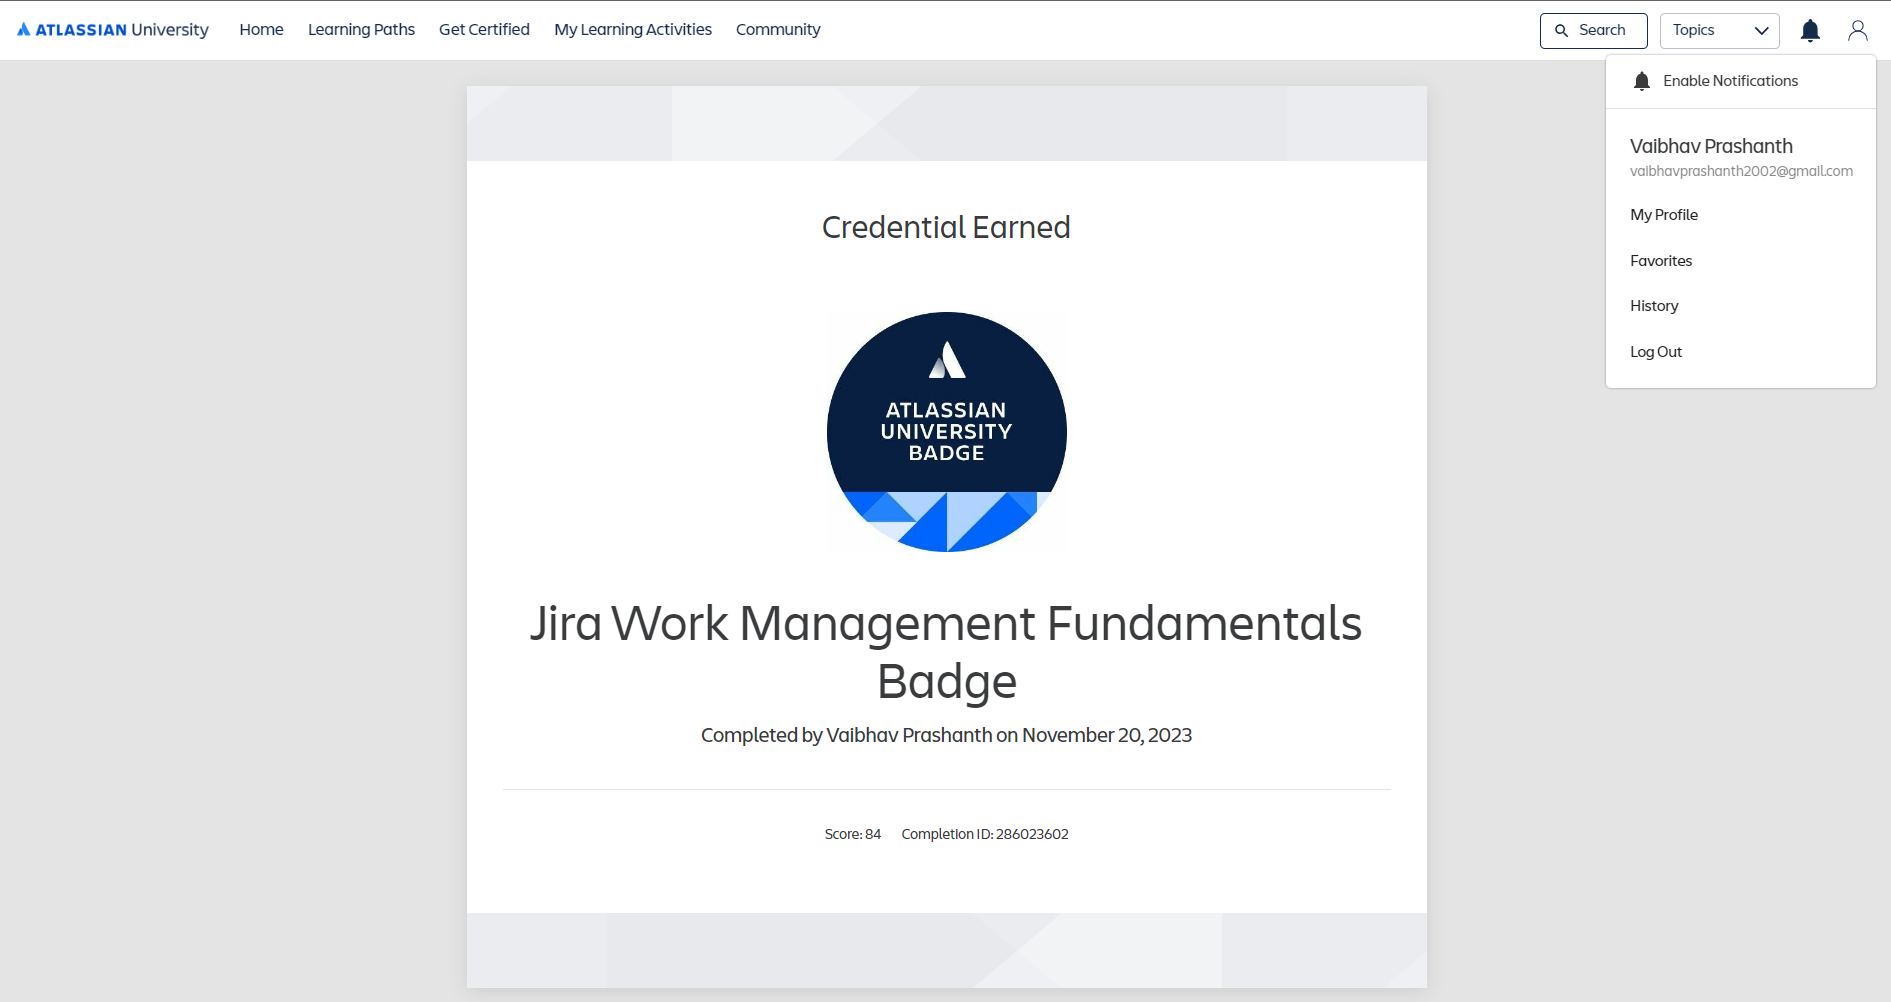 ATLASSIAN University Home Learning Paths Get Certified My Learning Activities Community Search Topics
Enable Notifications
Vaibhav Prashanth
vaibhavprashanth2002@gmail.com
My Profile
Favorites
History
Log Out
Credential Earned
ATLASSIAN
UNIVERSITY
BADGE
Jira Work Management Fundamentals
Badge
Completed by Vaibhav Prashanth on November 20, 2023
Score: 84 Completion ID: 286023602